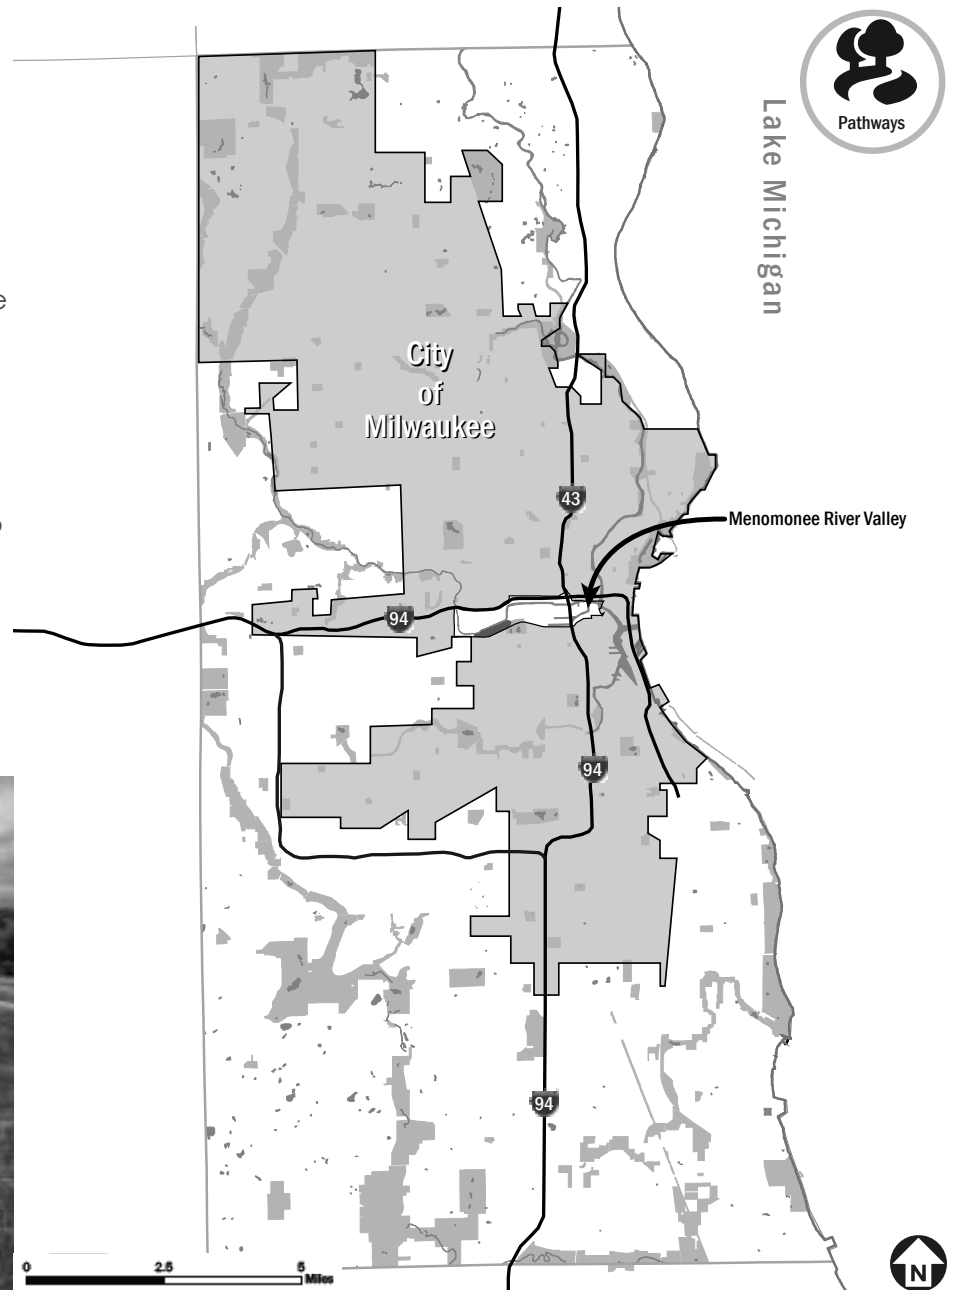 Pathways
Lake Michigan
e
City
of
Milwaukee
43
Menomonee River Valley
94
94
94
0 2.5 5
Miles
N